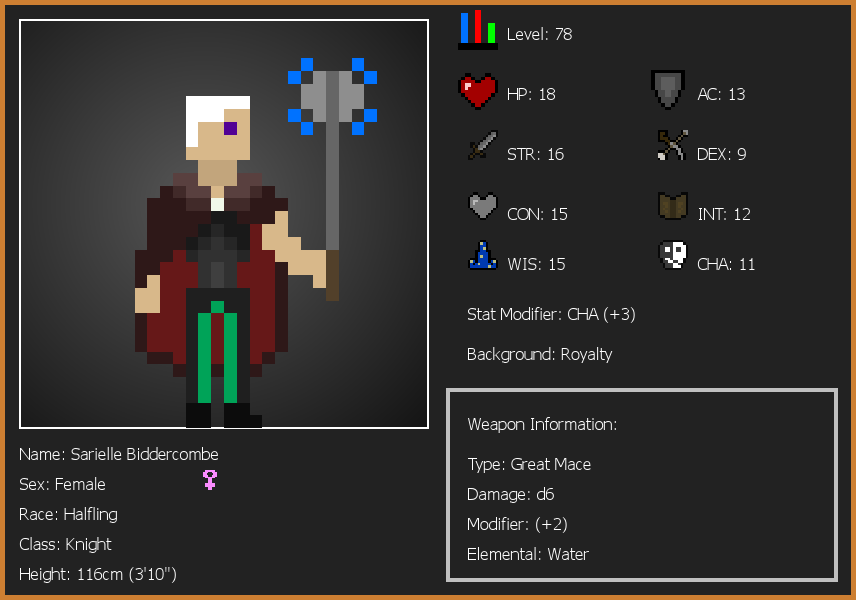 Level: 78
HP: 18
AC: 13
STR: 16
DEX: 9
CON: 15
INT: 12
WIS: 15
CHA: 11
Stat Modifier: CHA (+3)
Background: Royalty
Weapon Information:
Type: Great Mace
Damage: d6
Modifier: (+2)
Elemental: Water
Name: Sarielle Biddercombe
Sex: Female
Race: Halfling
Class: Knight
Height: 116cm (3'10")